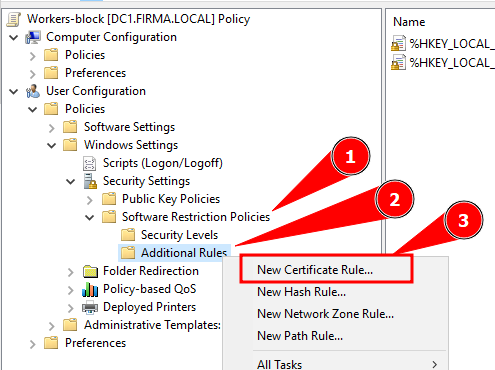 Workers-block [DC1.FIRMA.LOCAL] Policy
Computer Configuration
Policies
Preferences
User Configuration
Policies
Software Settings
Windows Settings
Scripts (Logon/Logoff)
Security Settings
Public Key Policies
Software Restriction Policies
Security Levels
Additional Rules
Folder Redirection
Policy-based QoS
Deployed Printers
Administrative Templates:
Preferences
Name
%HKEY_LOCAL_
%HKEY_LOCAL_
1
2
3
New Certificate Rule...
New Hash Rule...
New Network Zone Rule...
New Path Rule...
All Tasks